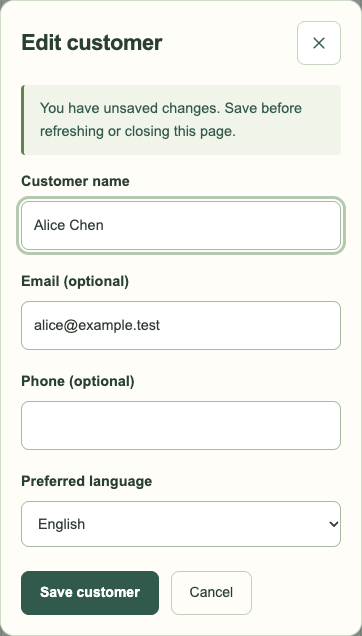 Edit customer
You have unsaved changes. Save before
refreshing or closing this page.
Customer name
Alice Chen
Email (optional)
alice@example.test
Phone (optional)
Preferred language
English
Save customer
Cancel